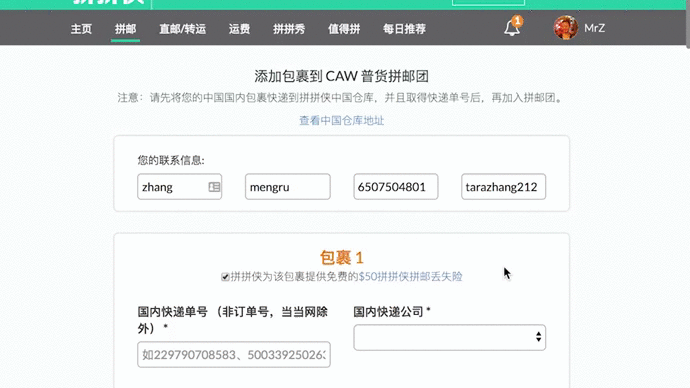 拼拼侠
主页 拼邮 直邮/转运 运费 拼拼秀 值得拼 每日推荐 1 MrZ
添加包裹到 CAW 普货拼邮团
注意：请先将您的中国国内包裹快递到拼拼侠中国仓库，并且取得快递单号后，再加入拼邮团。
查看中国仓库地址
您的联系信息:
zhang mengru 6507504801 tarazhang212
包裹 1
拼拼侠为该包裹提供免费的$50拼拼侠拼邮丢失险
国内快递单号 （非订单号，当当网除外） * 国内快递公司 *
如229790708583、50033925026